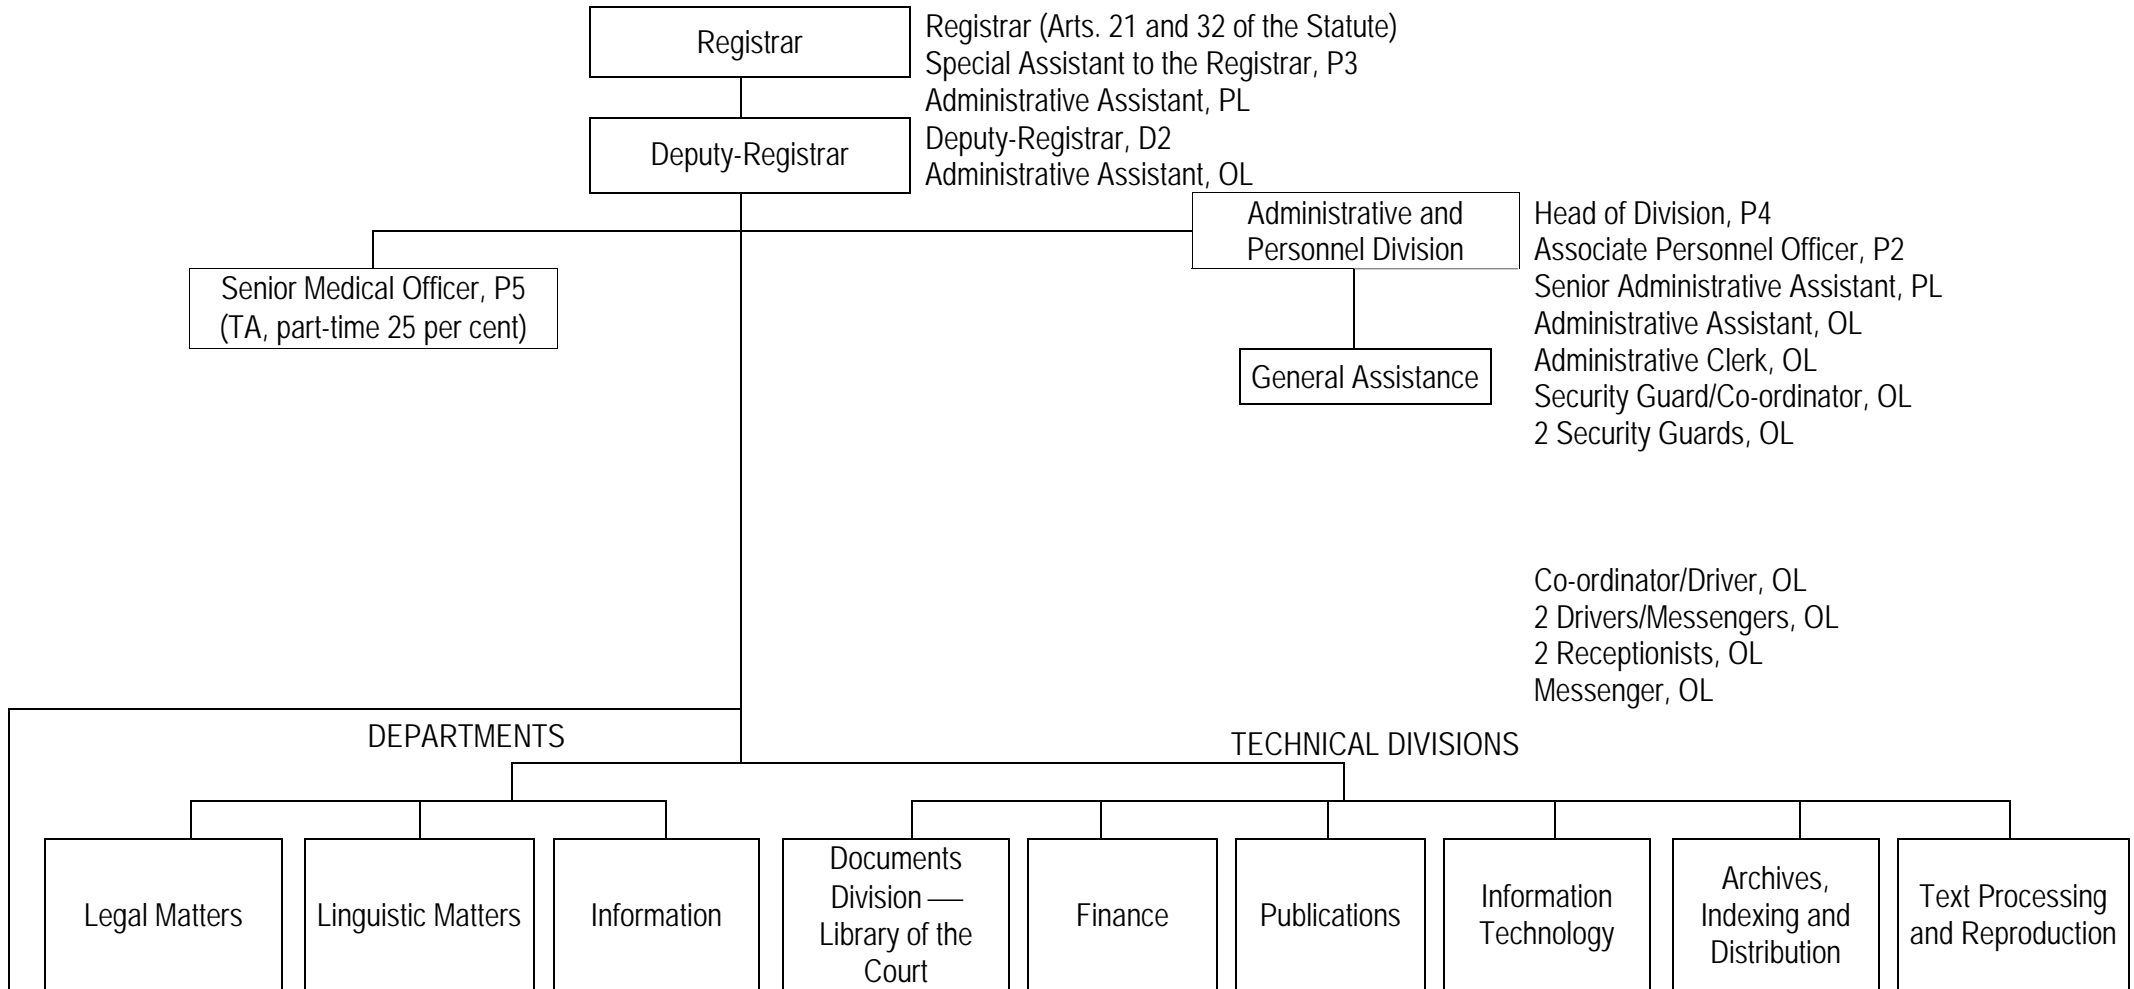 Registrar
Registrar (Arts. 21 and 32 of the Statute)
Special Assistant to the Registrar, P3
Administrative Assistant, PL
Deputy-Registrar
Deputy-Registrar, D2
Administrative Assistant, OL
Administrative and
Personnel Division
Head of Division, P4
Associate Personnel Officer, P2
Senior Administrative Assistant, PL
Administrative Assistant, OL
Administrative Clerk, OL
Security Guard/Co-ordinator, OL
2 Security Guards, OL
Senior Medical Officer, P5
(TA, part-time 25 per cent)
General Assistance
Co-ordinator/Driver, OL
2 Drivers/Messengers, OL
2 Receptionists, OL
Messenger, OL
DEPARTMENTS
TECHNICAL DIVISIONS
Legal Matters
Linguistic Matters
Information
Documents
Division —
Library of the
Court
Finance
Publications
Information
Technology
Archives,
Indexing and
Distribution
Text Processing
and Reproduction